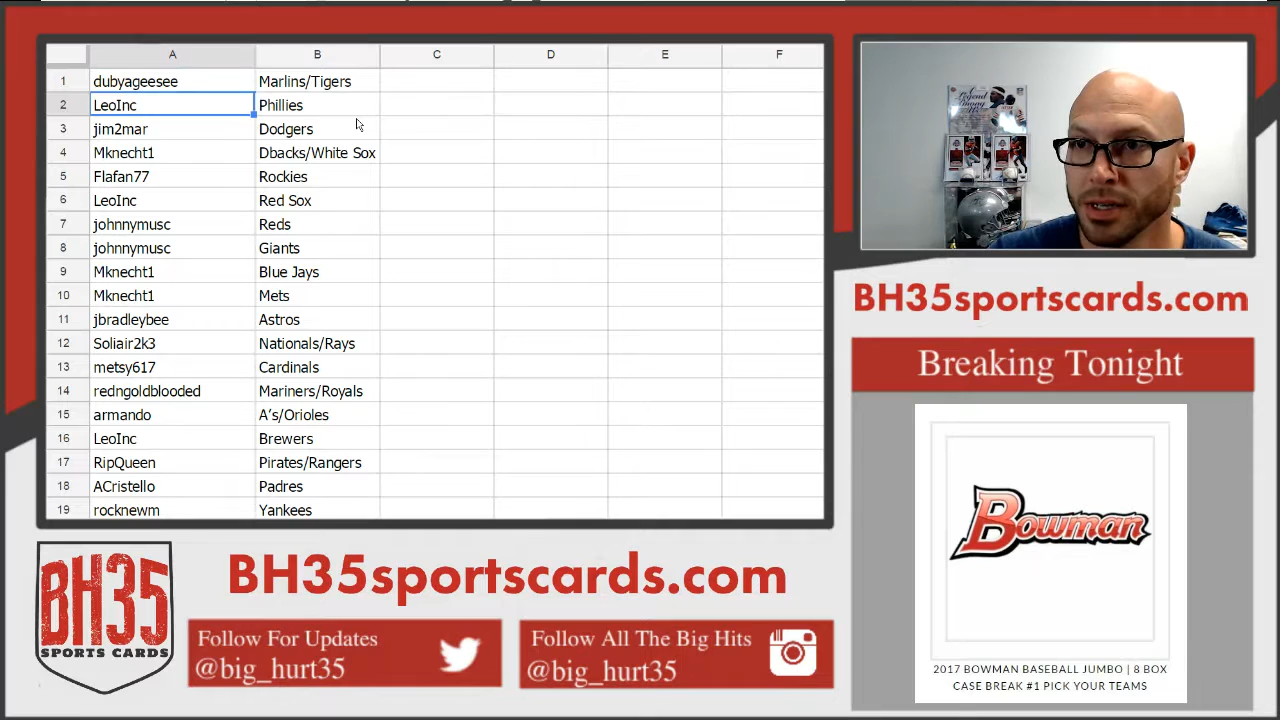 A B C D E F
1 dubyageesee Marlins/Tigers
2 LeoInc Phillies
3 jim2mar Dodgers
4 Mknecht1 Dbacks/White Sox
5 Flafan77 Rockies
6 LeoInc Red Sox
7 johnnymusc Reds
8 johnnymusc Giants
9 Mknecht1 Blue Jays
10 Mknecht1 Mets
11 jbradleybee Astros
12 Soliair2k3 Nationals/Rays
13 metsy617 Cardinals
14 redngoldblooded Mariners/Royals
15 armando A's/Orioles
16 LeoInc Brewers
17 RipQueen Pirates/Rangers
18 ACristello Padres
19 rocknewm Yankees
Legend
Among
BH35sportscards.com
Breaking Tonight
Bowman
2017 BOWMAN BASEBALL JUMBO | 8 BOX
CASE BREAK #1 PICK YOUR TEAMS
BH35
SPORTS CARDS
BH35sportscards.com
Follow For Updates
@big_hurt35
Follow All The Big Hits
@big_hurt35